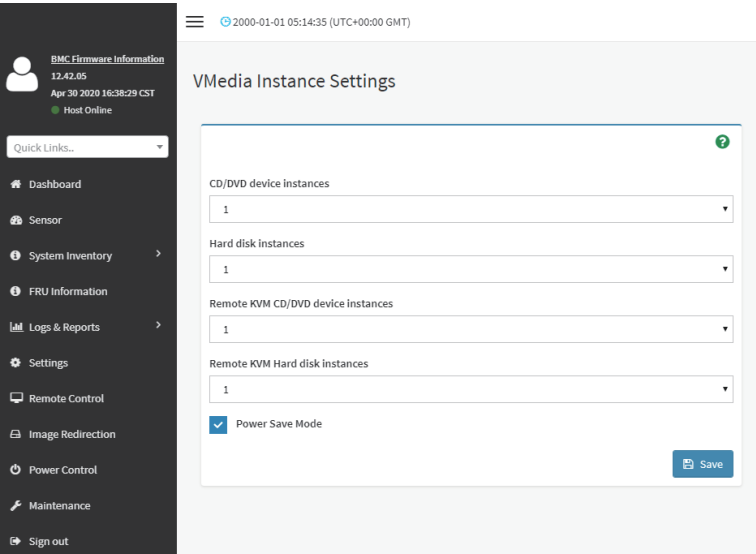 2000-01-01 05:14:35 (UTC+00:00 GMT)
BMC Firmware Information
12.42.05
Apr 30 2020 16:38:29 CST
Host Online
Quick Links..
Dashboard
Sensor
System Inventory
FRU Information
Logs & Reports
Settings
Remote Control
Image Redirection
Power Control
Maintenance
Sign out
VMedia Instance Settings
CD/DVD device instances
1
Hard disk instances
1
Remote KVM CD/DVD device instances
1
Remote KVM Hard disk instances
1
Power Save Mode
Save